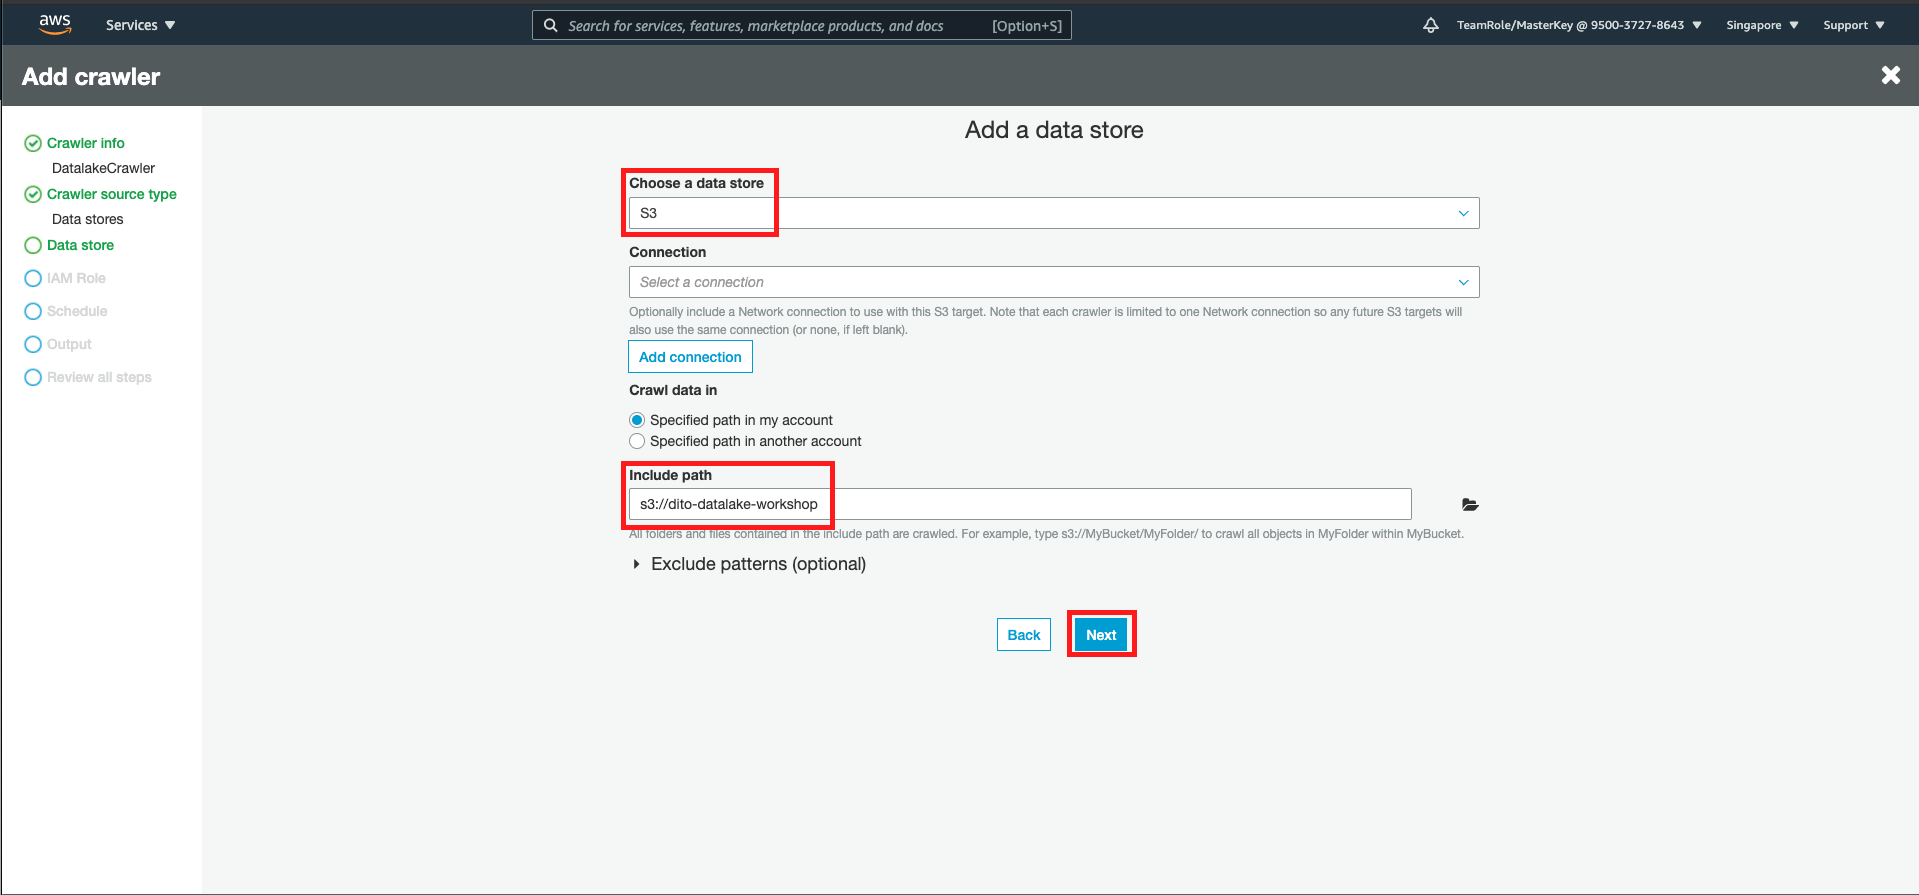 aws
Services
Search for services, features, marketplace products, and docs [Option+S]
TeamRole/MasterKey @ 9500-3727-8643
Singapore
Support
Add crawler
Crawler info
DatalakeCrawler
Crawler source type
Data stores
Data store
IAM Role
Schedule
Output
Review all steps
Add a data store
Choose a data store
S3
Connection
Select a connection
Optionally include a Network connection to use with this S3 target. Note that each crawler is limited to one Network connection so any future S3 targets will
also use the same connection (or none, if left blank).
Add connection
Crawl data in
Specified path in my account
Specified path in another account
Include path
s3://dito-datalake-workshop
All folders and files contained in the include path are crawled. For example, type s3://MyBucket/MyFolder/ to crawl all objects in MyFolder within MyBucket.
Exclude patterns (optional)
Back
Next